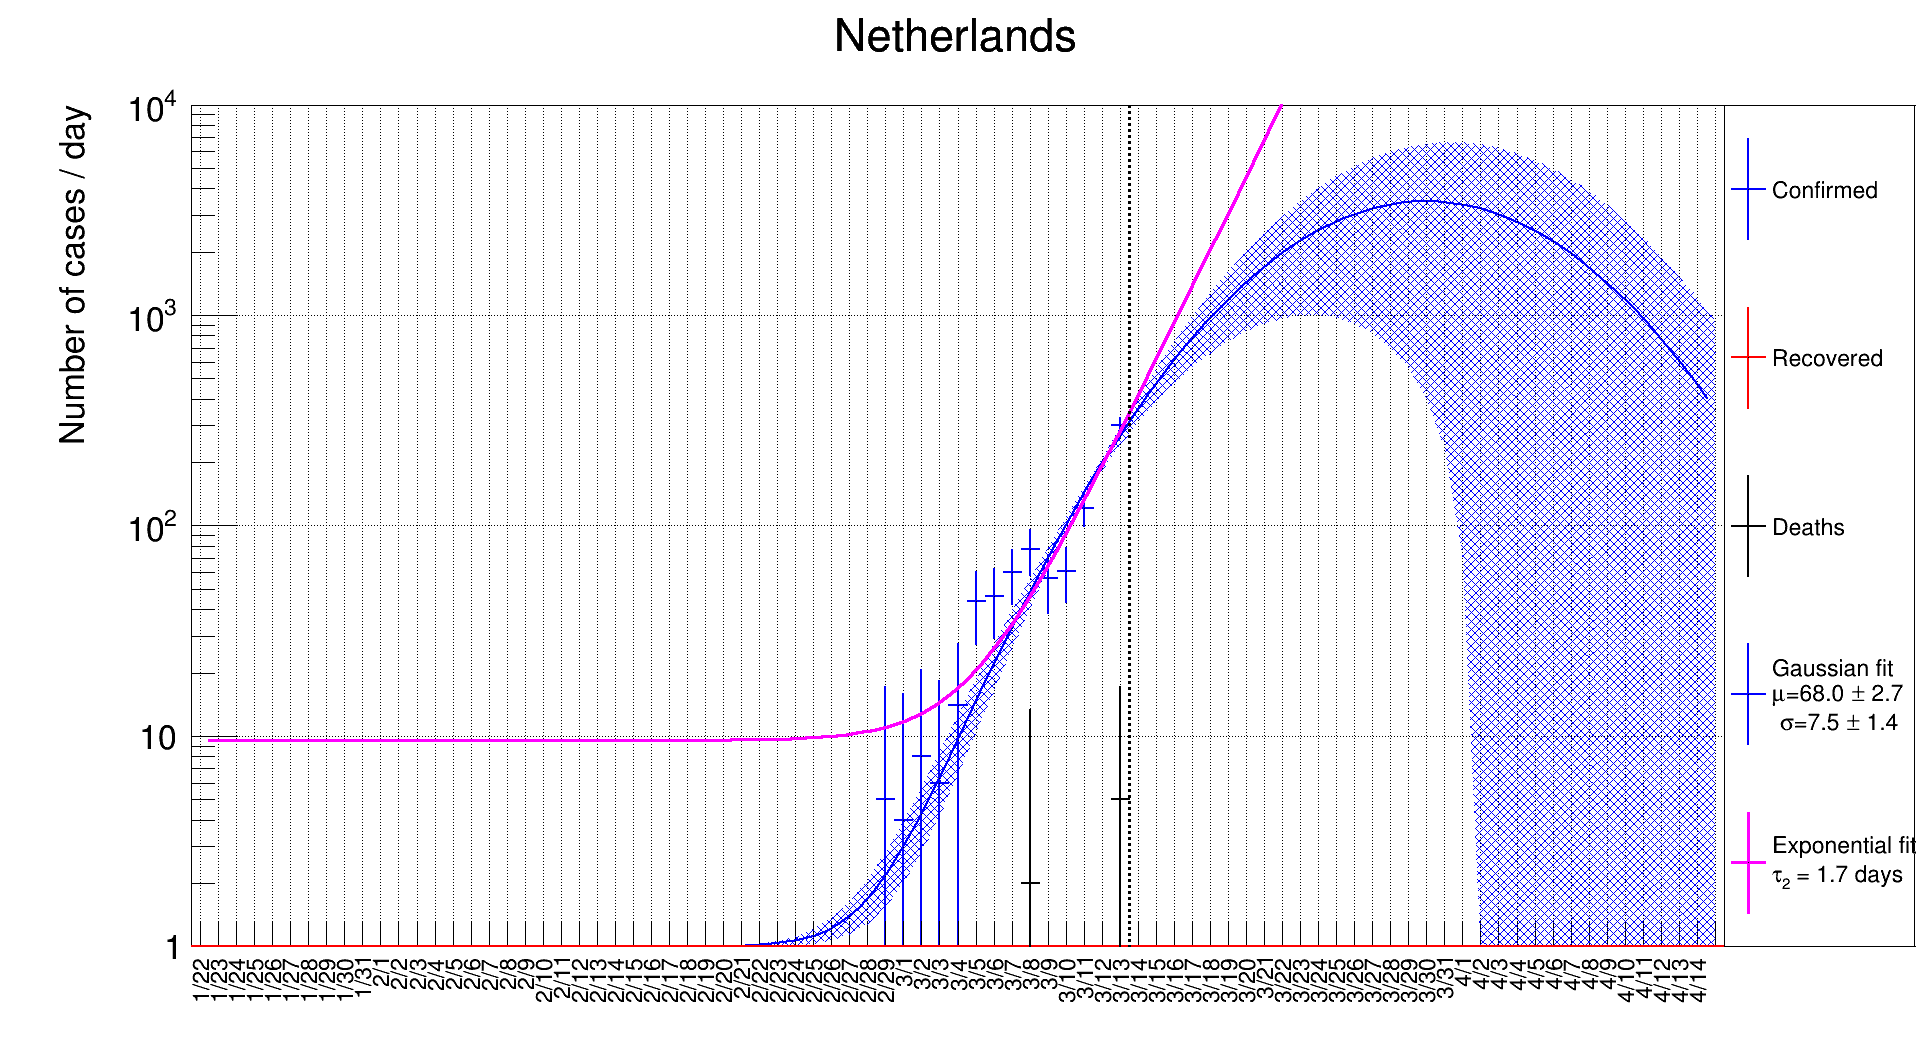 Netherlands
Number of cases / day
10⁴
10³
10²
10
1
1/22 1/23 1/24 1/25 1/26 1/27 1/28 1/29 1/30 1/31 2/1 2/2 2/3 2/4 2/5 2/6 2/7 2/8 2/9 2/10 2/11 2/12 2/13 2/14 2/15 2/16 2/17 2/18 2/19 2/20 2/21 2/22 2/23 2/24 2/25 2/26 2/27 2/28 2/29 3/1 3/2 3/3 3/4 3/5 3/6 3/7 3/8 3/9 3/10 3/11 3/12 3/13 3/14 3/15 3/16 3/17 3/18 3/19 3/20 3/21 3/22 3/23 3/24 3/25 3/26 3/27 3/28 3/29 3/30 3/31 4/1 4/2 4/3 4/4 4/5 4/6 4/7 4/8 4/9 4/10 4/11 4/12 4/13 4/14
Confirmed
Recovered
Deaths
Gaussian fit
μ=68.0 ± 2.7
σ=7.5 ± 1.4
Exponential fit
τ₂ = 1.7 days